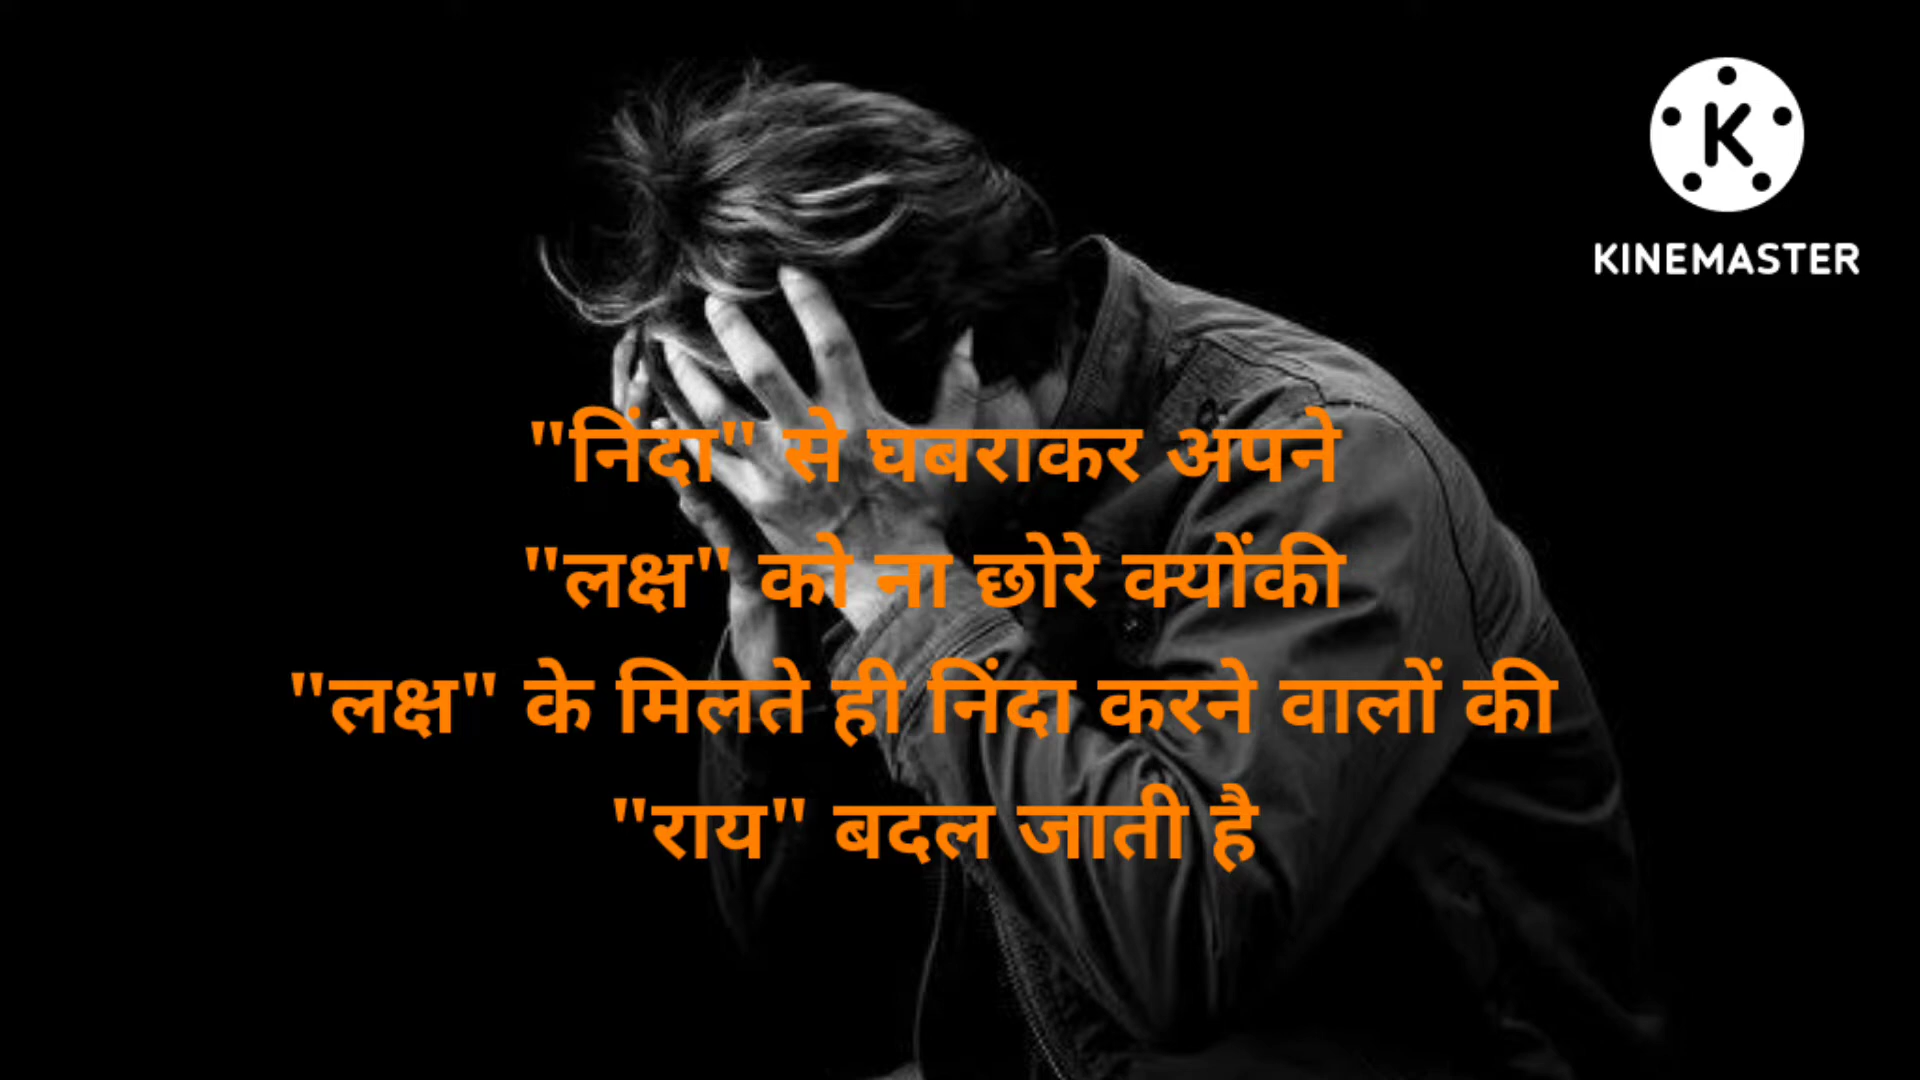 K
KINEMASTER
"निंदा" से घबराकर अपने
"लक्ष" को ना छोरे क्योंकी
"लक्ष" के मिलते ही निंदा करने वालों की
"राय" बदल जाती है